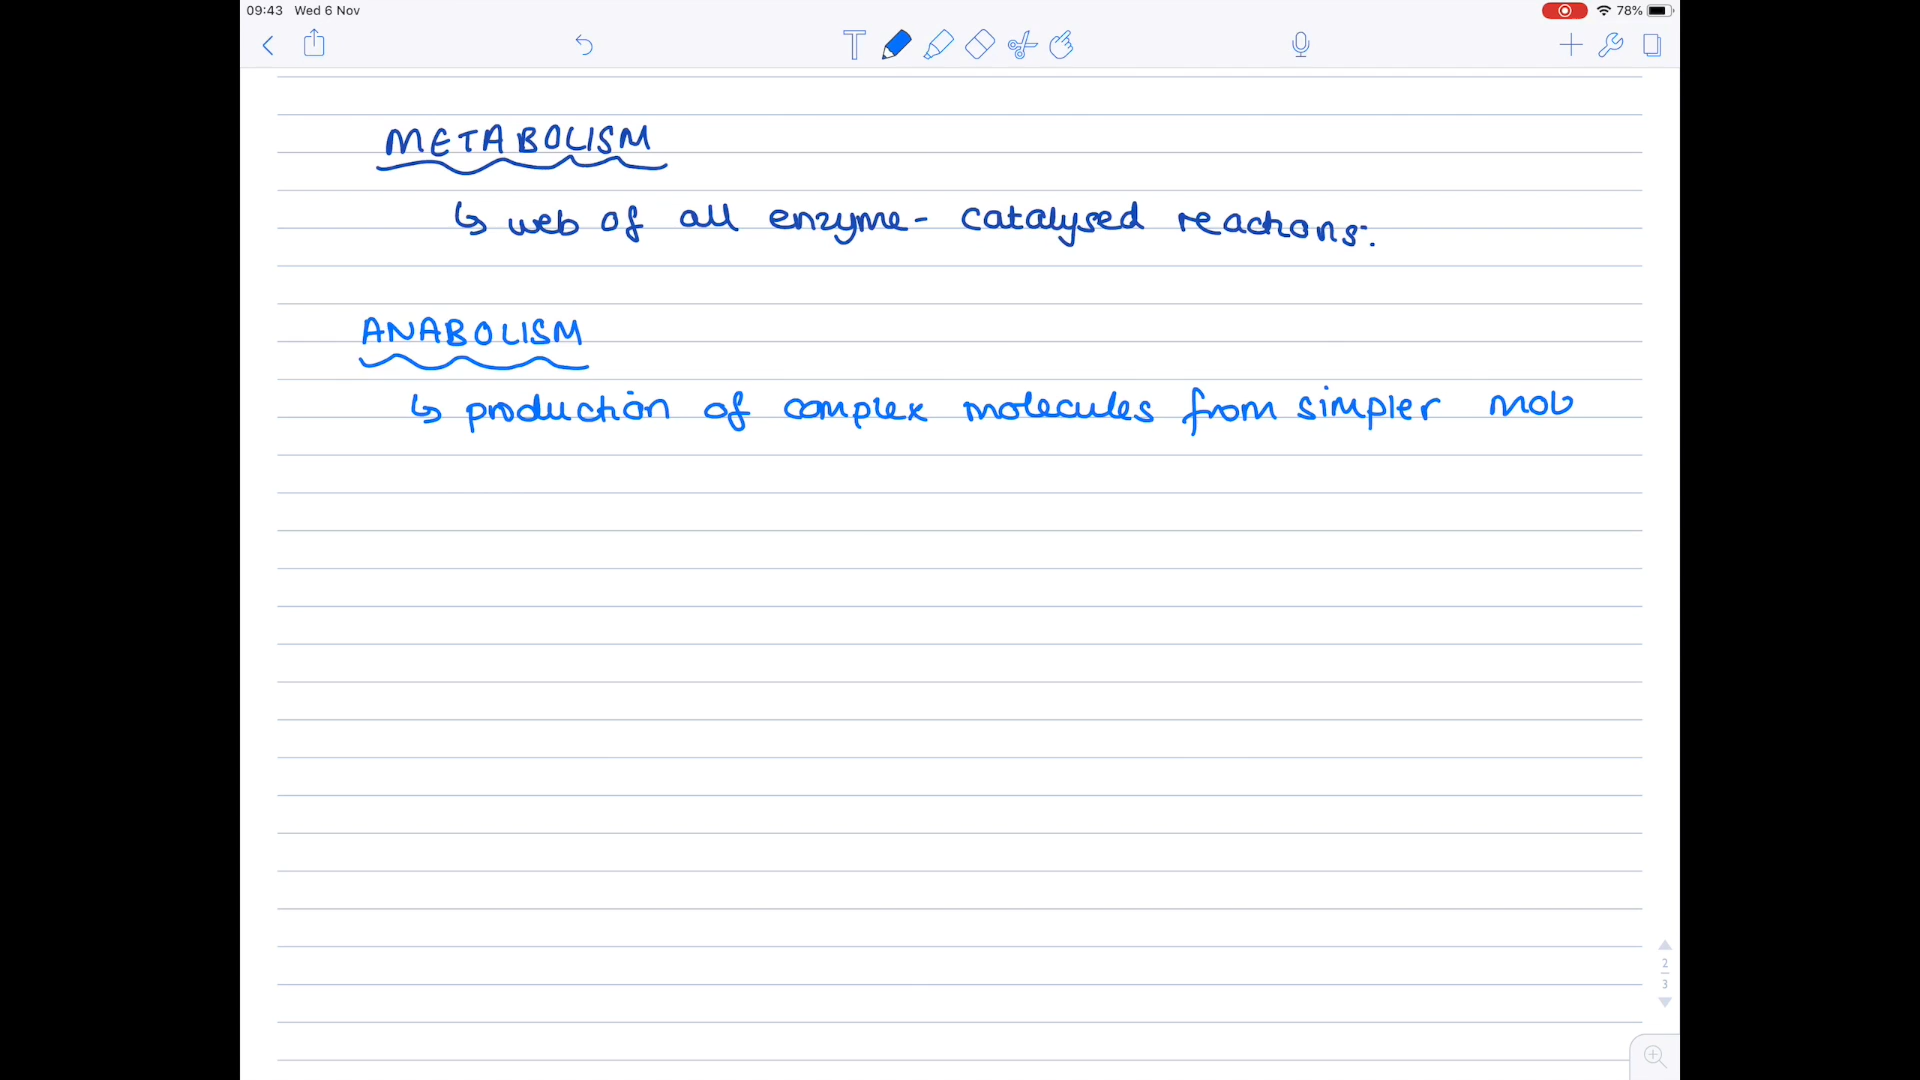 09:43 Wed 6 Nov
78%
METABOLISM
↳ web of all enzyme-catalysed reactions.
ANABOLISM
↳ production of complex molecules from simpler mol
2
3